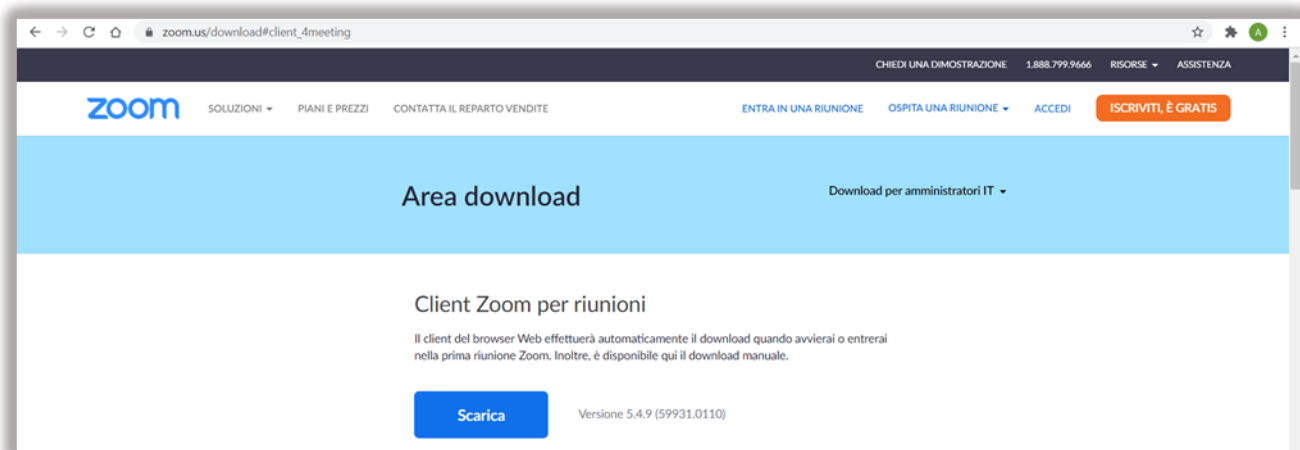 zoom.us/download#client_4meeting
A
CHIEDI UNA DIMOSTRAZIONE 1.888.799.9666 RISORSE ASSISTENZA
zoom SOLUZIONI PIANI E PREZZI CONTATTA IL REPARTO VENDITE ENTRA IN UNA RIUNIONE OSPITA UNA RIUNIONE ACCEDI ISCRIVITI, È GRATIS
Area download Download per amministratori IT
Client Zoom per riunioni
Il client del browser Web effettuerà automaticamente il download quando avvierai o entrerai
nella prima riunione Zoom. Inoltre, è disponibile qui il download manuale.
Scarica Versione 5.4.9 (59931.0110)